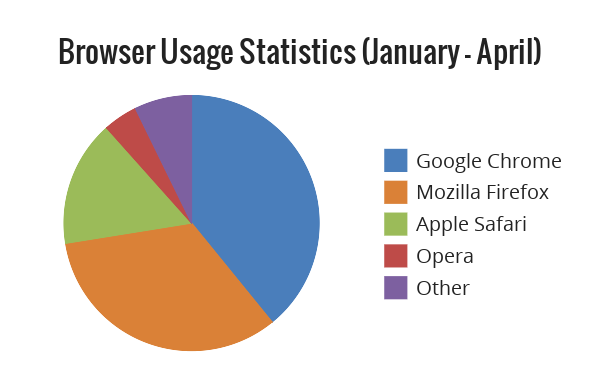 Browser Usage Statistics (January - April)
Google Chrome
Mozilla Firefox
Apple Safari
Opera
Other